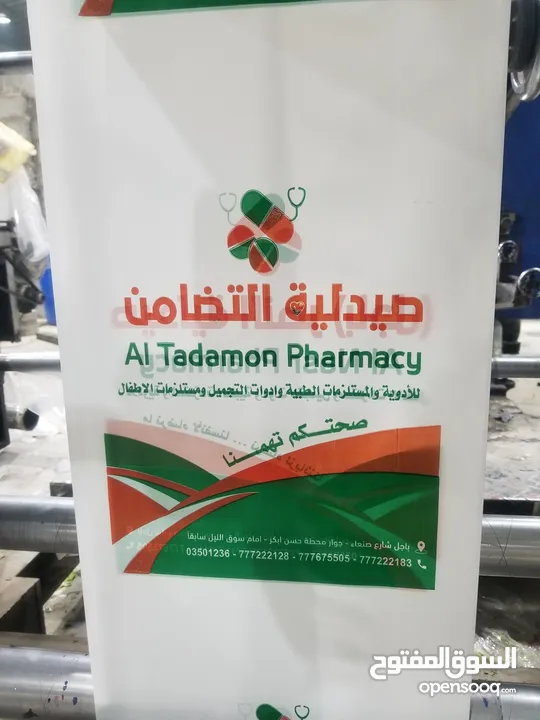 صيدلية التضامن
Al Tadamon Pharmacy
للأدوية والمستلزمات الطبية وادوات التجميل ومستلزمات الاطفال
صحتكم تهمنا
باجل شارع صنعاء - جوار محطة حسن ابكر - امام سوق الليل سابقاً
03501236 - 777222128 - 777675505 - 777222183
السوق المفتوح
opensooq.com